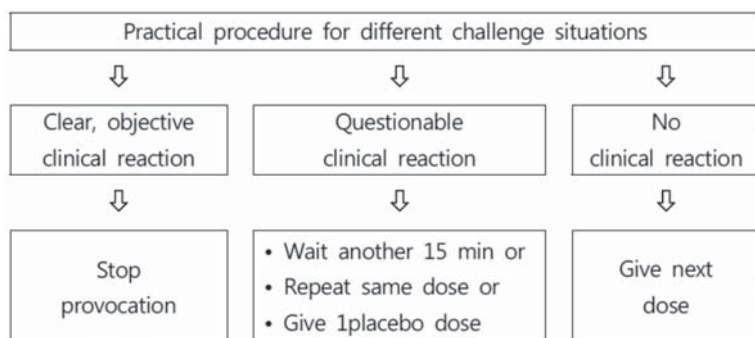 Practical procedure for different challenge situations
Clear, objective
clinical reaction
Questionable
clinical reaction
No
clinical reaction
Stop
provocation
• Wait another 15 min or
• Repeat same dose or
• Give 1placebo dose
Give next
dose